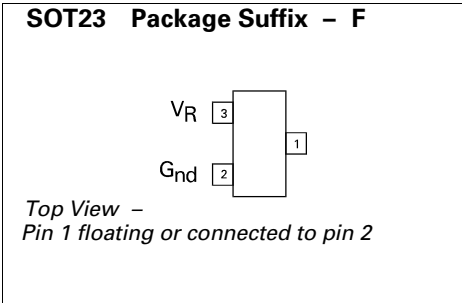 SOT23 Package Suffix – F
VR 3
1
Gnd 2
Top View –
Pin 1 floating or connected to pin 2